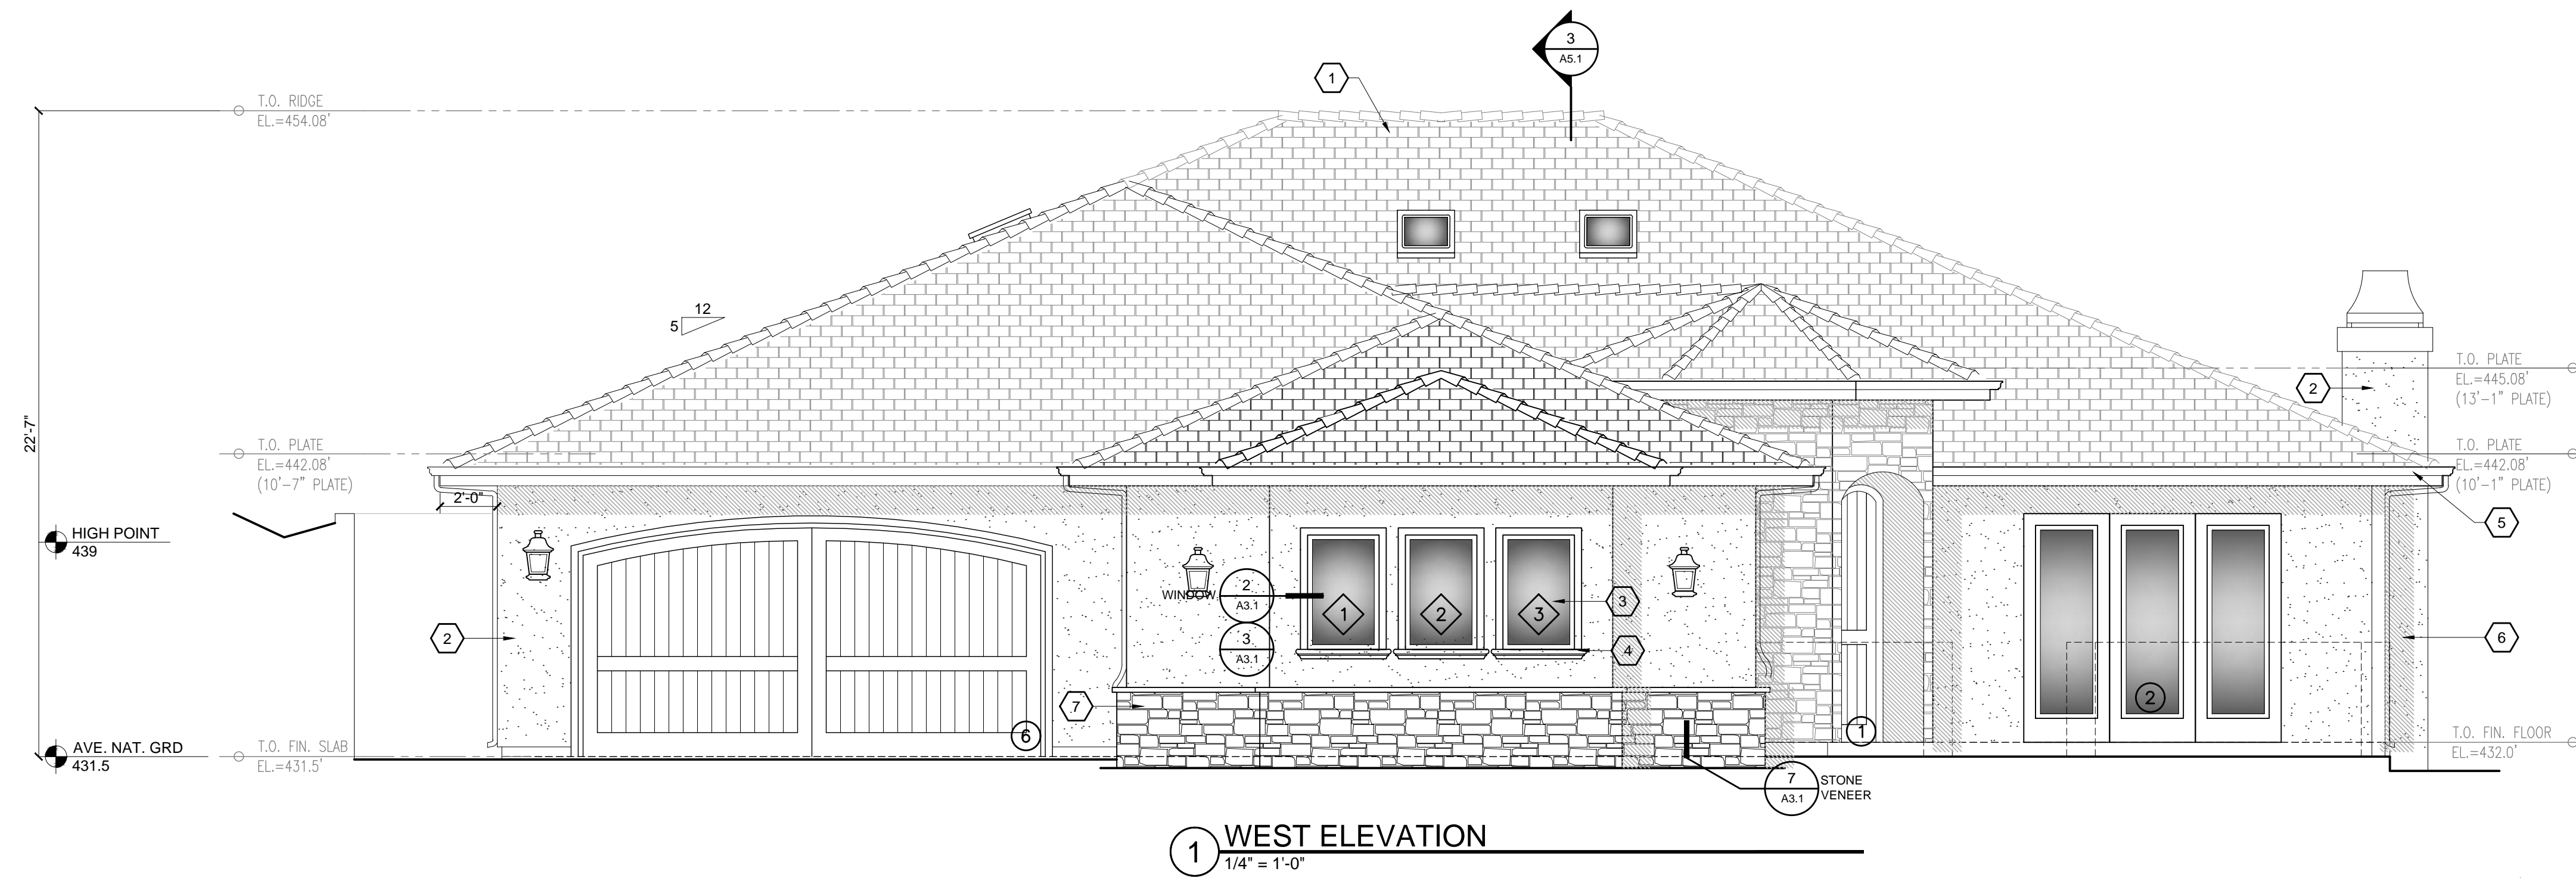 3
A5.1
1
T.O. RIDGE
EL.=454.08'
12
5
T.O. PLATE
EL.=445.08'
(13'-1" PLATE)
2
22'-7"
T.O. PLATE
EL.=442.08'
(10'-7" PLATE)
T.O. PLATE
EL.=442.08'
(10'-1" PLATE)
2'-0"
5
HIGH POINT
439
WINDOW
2
A3.1
1
2
3
3
2
3
A3.1
4
6
7
2
6
1
AVE. NAT. GRD
431.5
T.O. FIN. SLAB
EL.=431.5'
T.O. FIN. FLOOR
EL.=432.0'
7
A3.1
STONE
VENEER
1
WEST ELEVATION
1/4" = 1'-0"